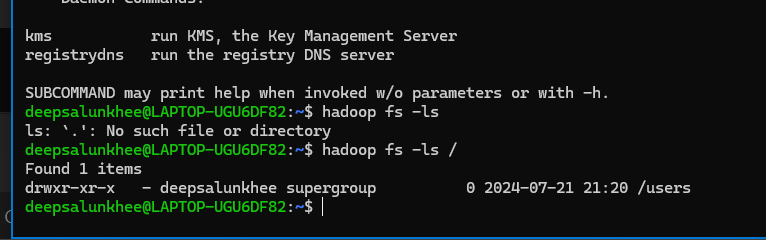 Daemon Commands:
kms             run KMS, the Key Management Server
registrydns     run the registry DNS server
SUBCOMMAND may print help when invoked w/o parameters or with -h.
deepsalunkhee@LAPTOP-UGU6DF82:~$ hadoop fs -ls
ls: `.': No such file or directory
deepsalunkhee@LAPTOP-UGU6DF82:~$ hadoop fs -ls /
Found 1 items
drwxr-xr-x   - deepsalunkhee supergroup          0 2024-07-21 21:20 /users
deepsalunkhee@LAPTOP-UGU6DF82:~$